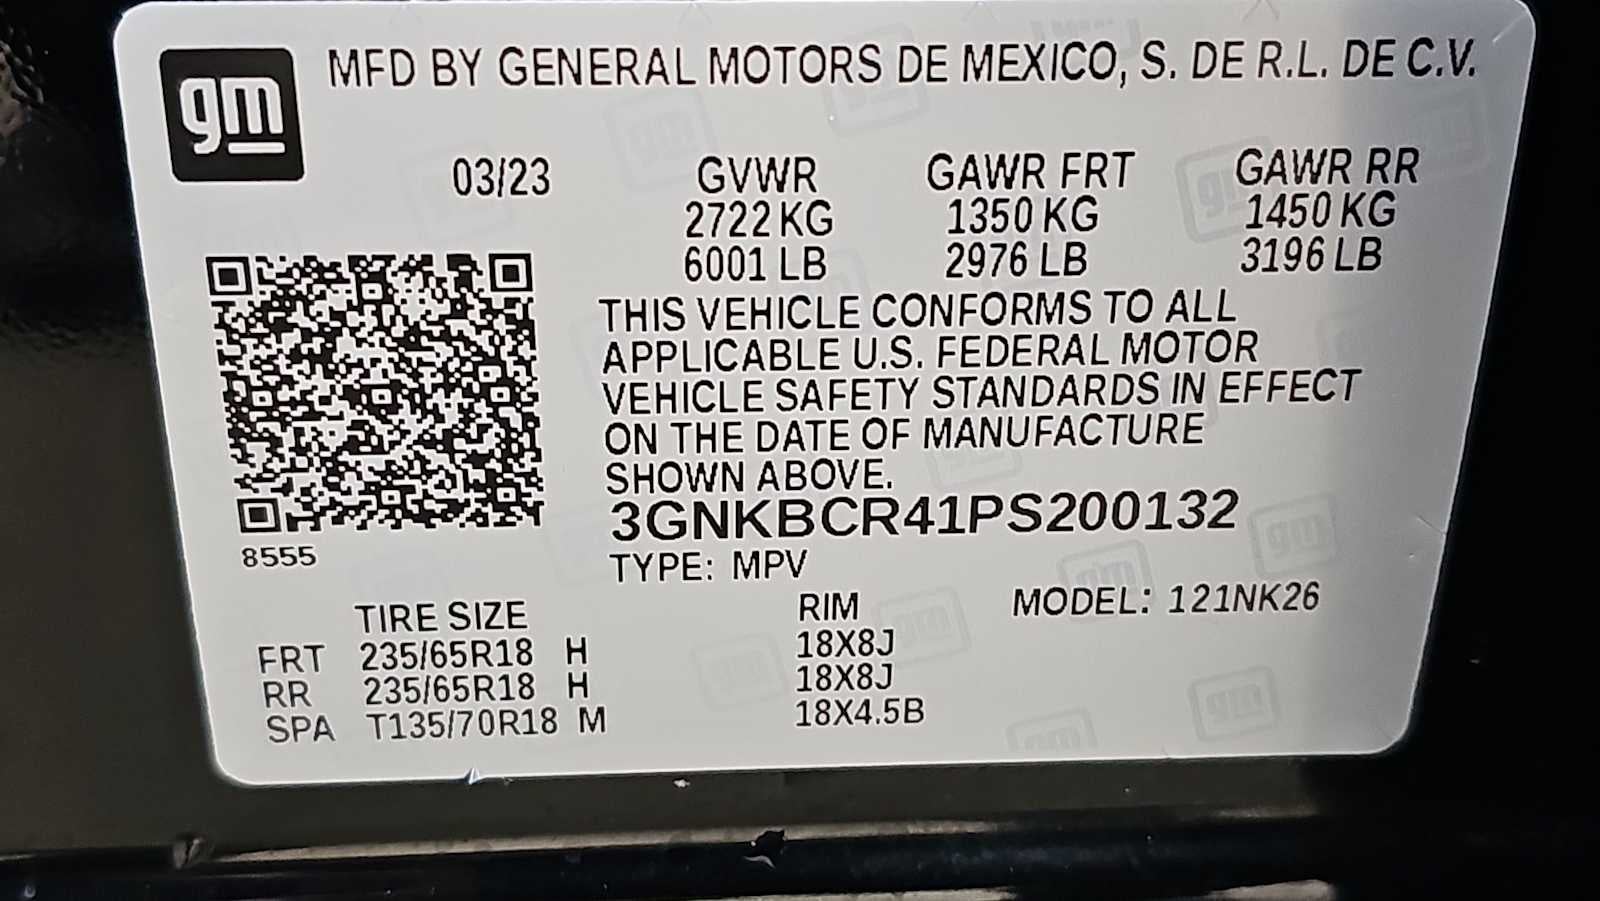 gm
MFD BY GENERAL MOTORS DE MEXICO, S. DE R.L. DE C.V.
03/23 GVWR GAWR FRT GAWR RR
2722 KG 1350 KG 1450 KG
6001 LB 2976 LB 3196 LB
THIS VEHICLE CONFORMS TO ALL
APPLICABLE U.S. FEDERAL MOTOR
VEHICLE SAFETY STANDARDS IN EFFECT
ON THE DATE OF MANUFACTURE
SHOWN ABOVE.
3GNKBCR41PS200132
8555
TYPE: MPV
TIRE SIZE RIM MODEL: 121NK26
FRT 235/65R18 H 18X8J
RR 235/65R18 H 18X8J
SPA T135/70R18 M 18X4.5B